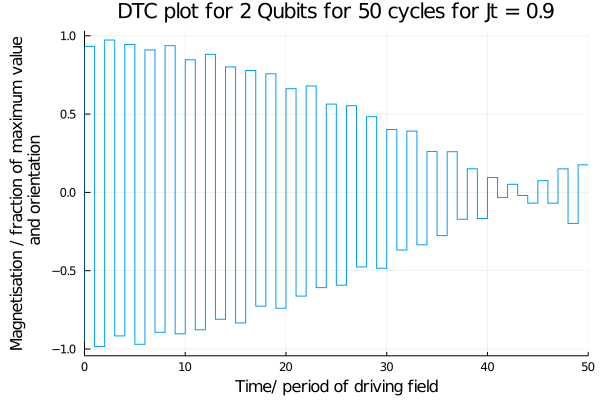 DTC plot for 2 Qubits for 50 cycles for Jt = 0.9
Magnetisation / fraction of maximum value
and orientation
1.0
0.5
0.0
−0.5
−1.0
0 10 20 30 40 50
Time/ period of driving field